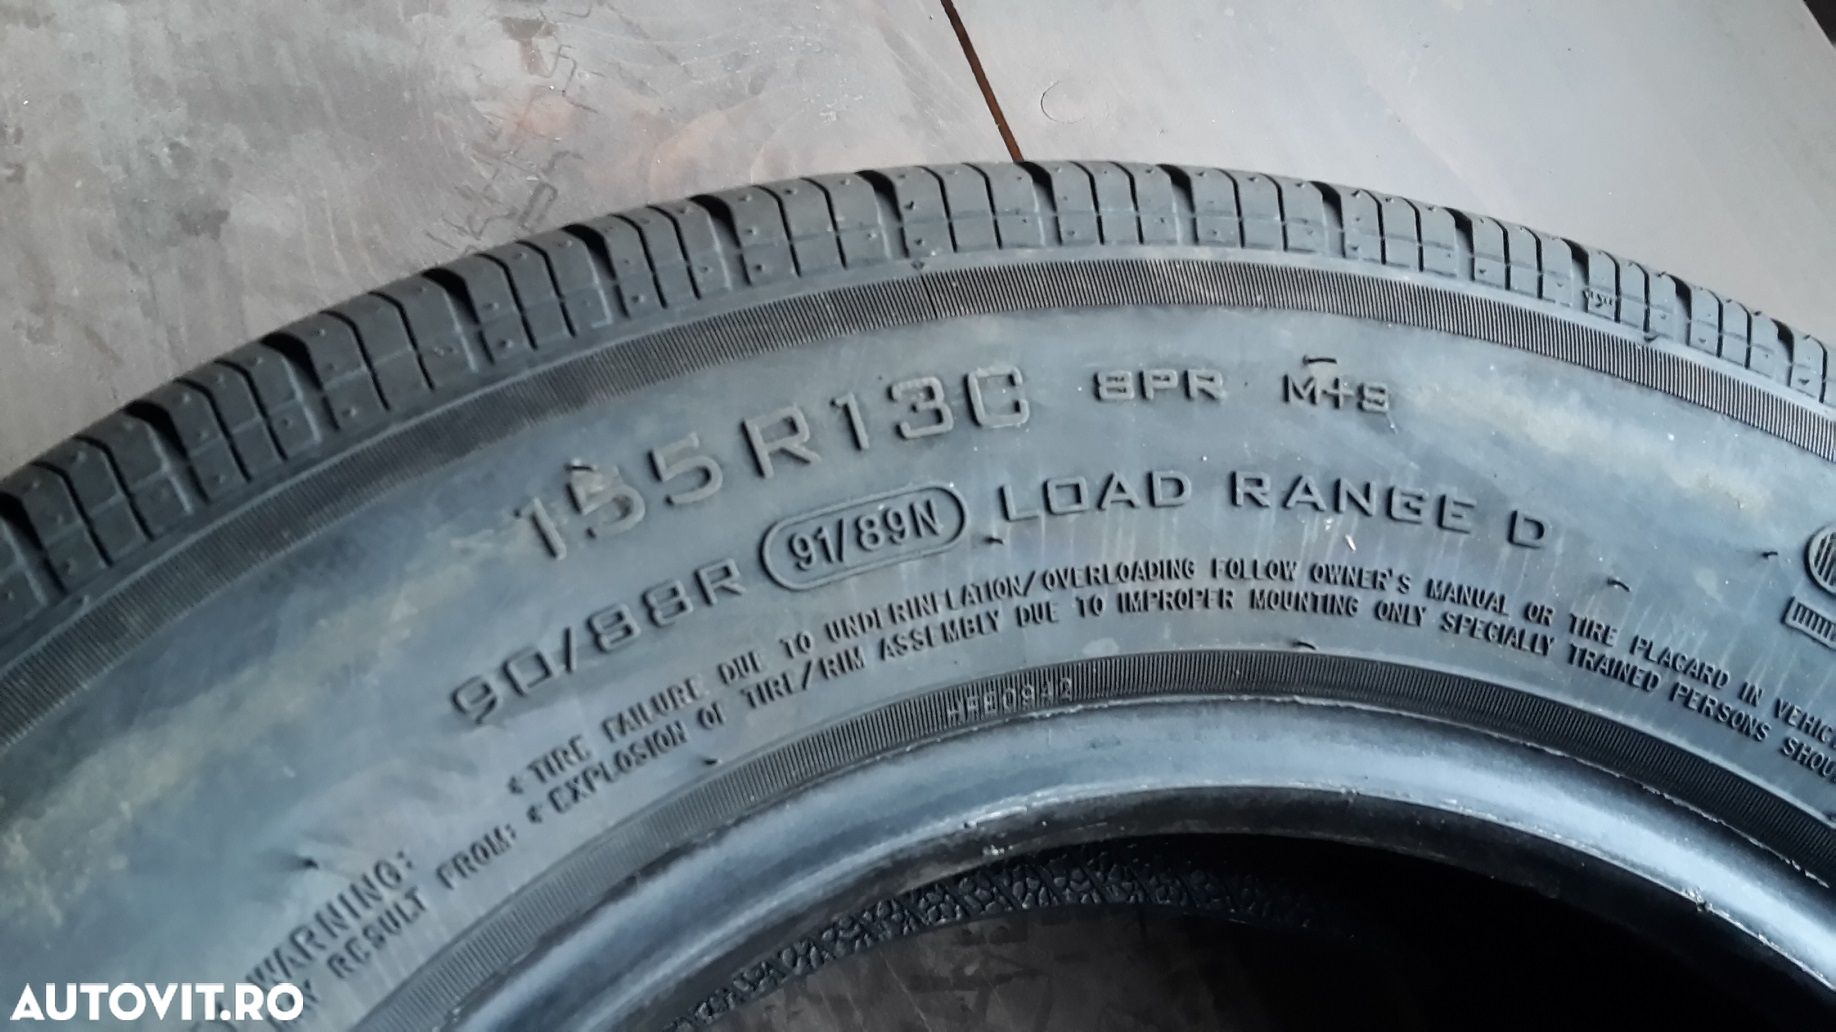 155R13C 8PR M+S
90/88R 91/89N LOAD RANGE D
WARNING:
RESULT FROM: • TIRE FAILURE DUE TO UNDERINFLATION/OVERLOADING FOLLOW OWNER'S MANUAL OR TIRE PLACARD IN VEHIC
• EXPLOSION OF TIRE/RIM ASSEMBLY DUE TO IMPROPER MOUNTING ONLY SPECIALLY TRAINED PERSONS SHOU
AUTOVIT.RO